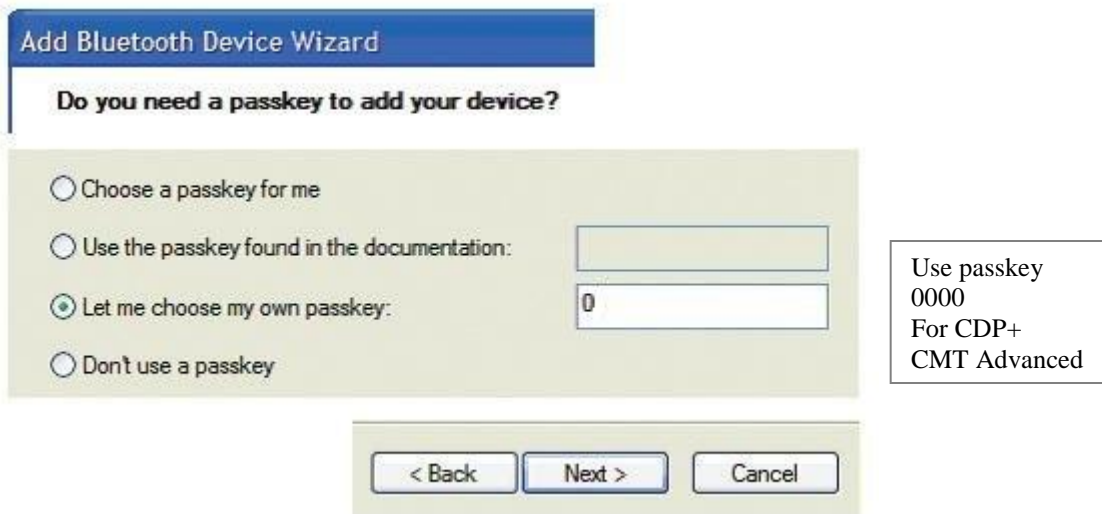 Add Bluetooth Device Wizard
Do you need a passkey to add your device?
Choose a passkey for me
Use the passkey found in the documentation:
Let me choose my own passkey: 0
Don't use a passkey
Use passkey
0000
For CDP+
CMT Advanced
< Back Next > Cancel